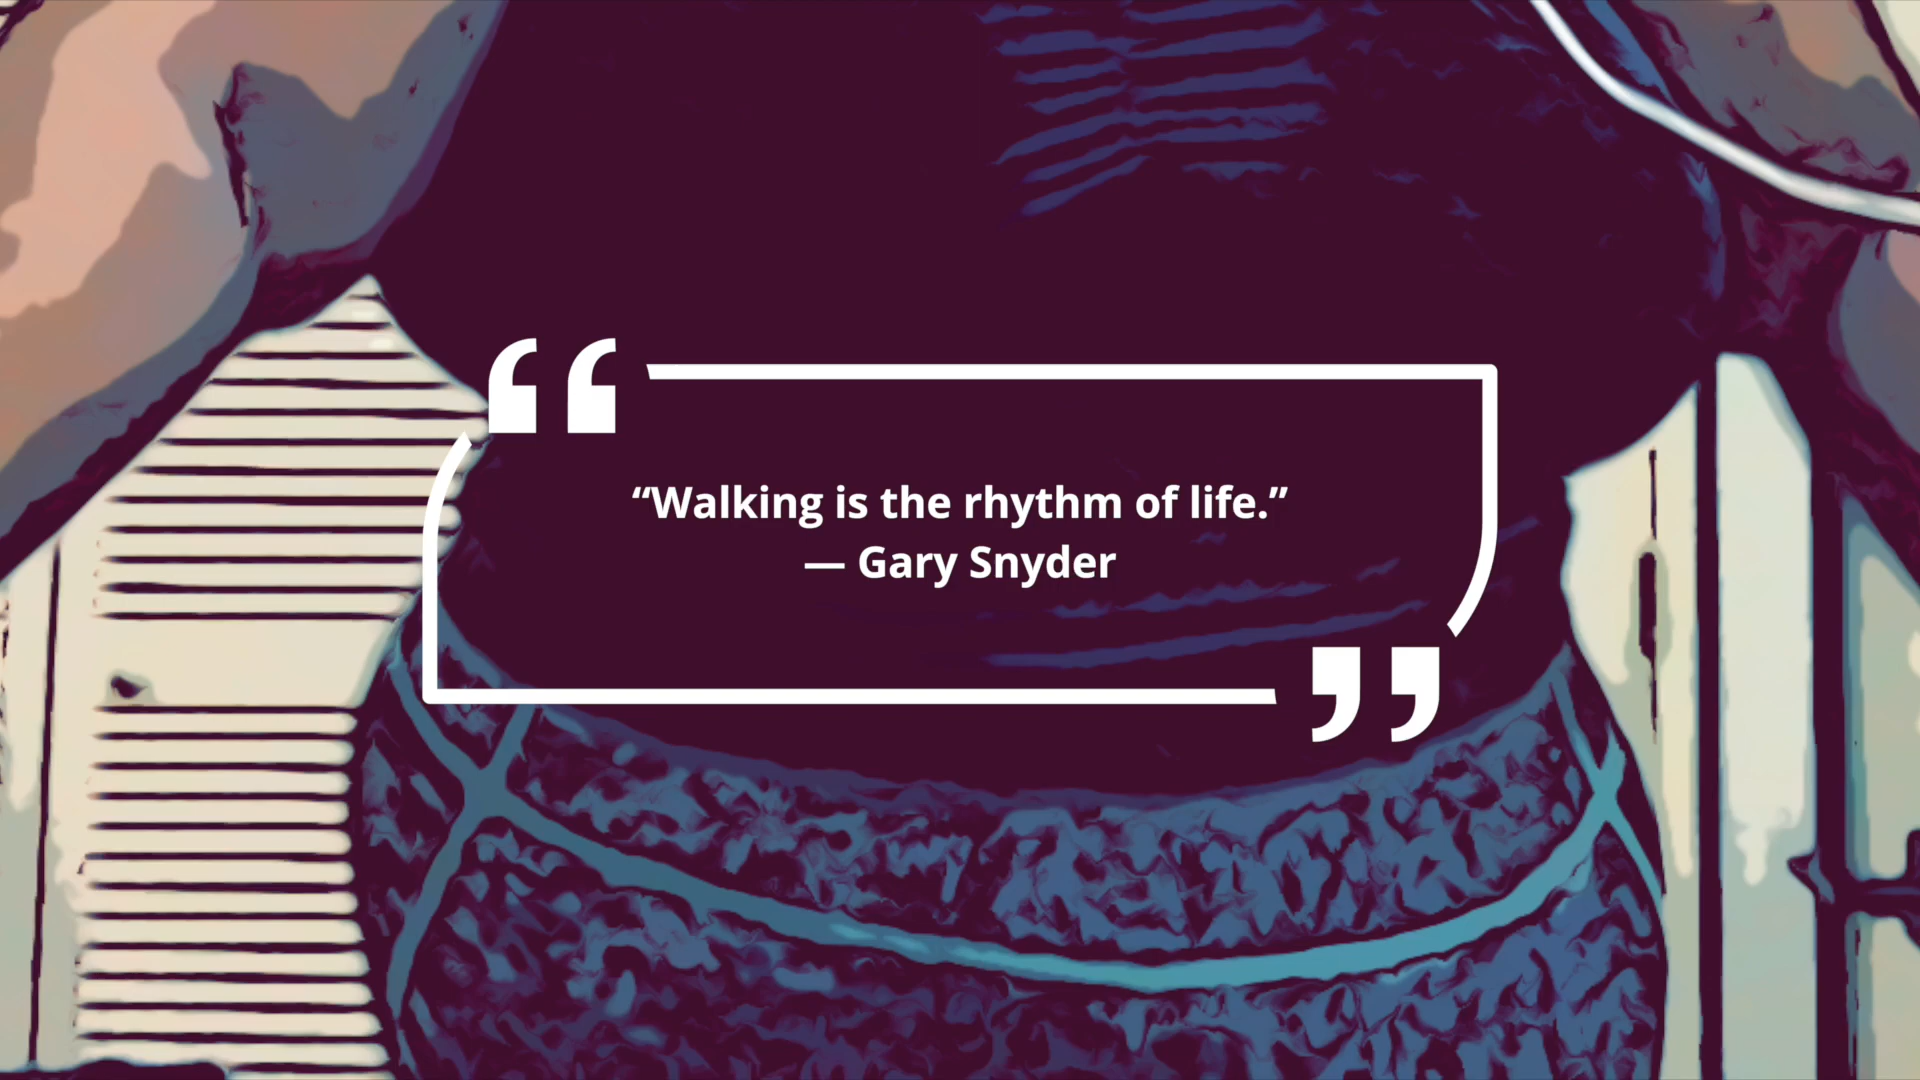 “Walking is the rhythm of life.”
— Gary Snyder